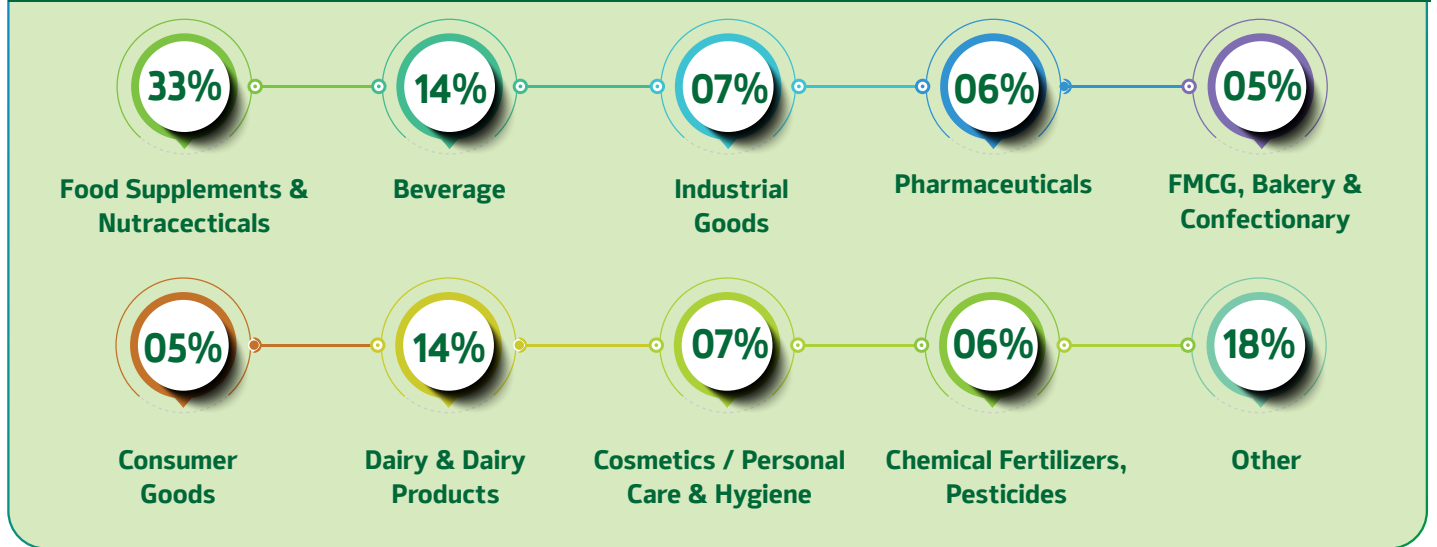 33%
14%
07%
06%
05%
Food Supplements &
Nutracecticals
Beverage
Industrial
Goods
Pharmaceuticals
FMCG, Bakery &
Confectionary
05%
14%
07%
06%
18%
Consumer
Goods
Dairy & Dairy
Products
Cosmetics / Personal
Care & Hygiene
Chemical Fertilizers,
Pesticides
Other